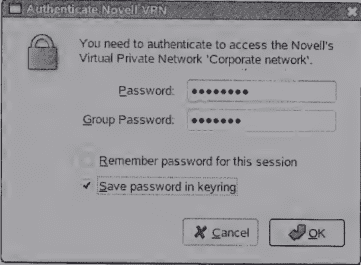 Authenticate Novell VPN
You need to authenticate to access the Novell's
Virtual Private Network 'Corporate network'.
Password: ••••••••
Group Password: •••••••
Remember password for this session
Save password in keyring
Cancel OK